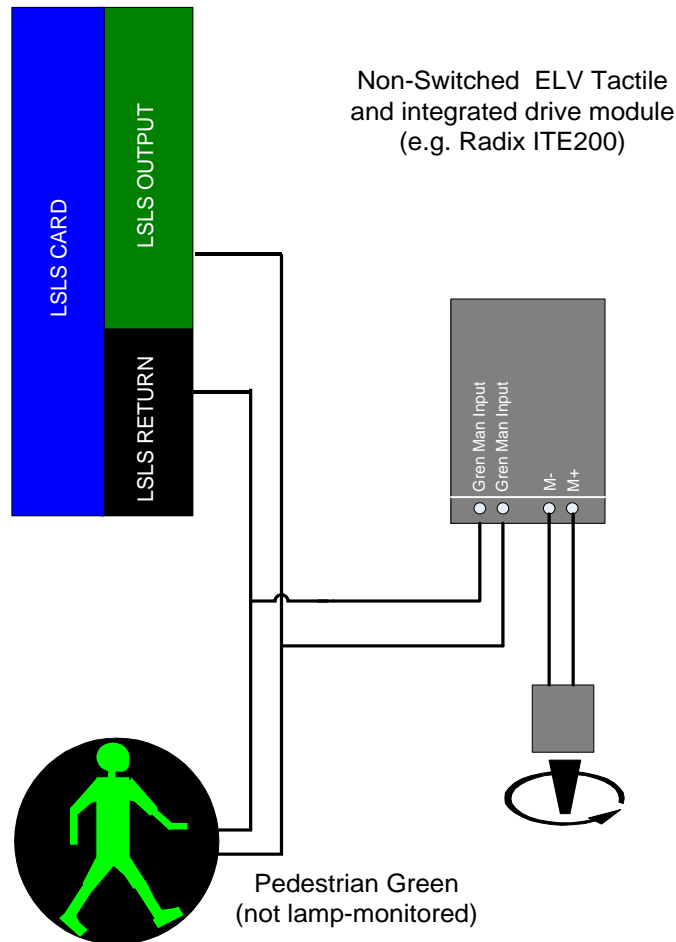 Non-Switched ELV Tactile
and integrated drive module
(e.g. Radix ITE200)
LSLS CARD
LSLS OUTPUT
LSLS RETURN
Gren Man Input
Gren Man Input
M-
M+
Pedestrian Green
(not lamp-monitored)